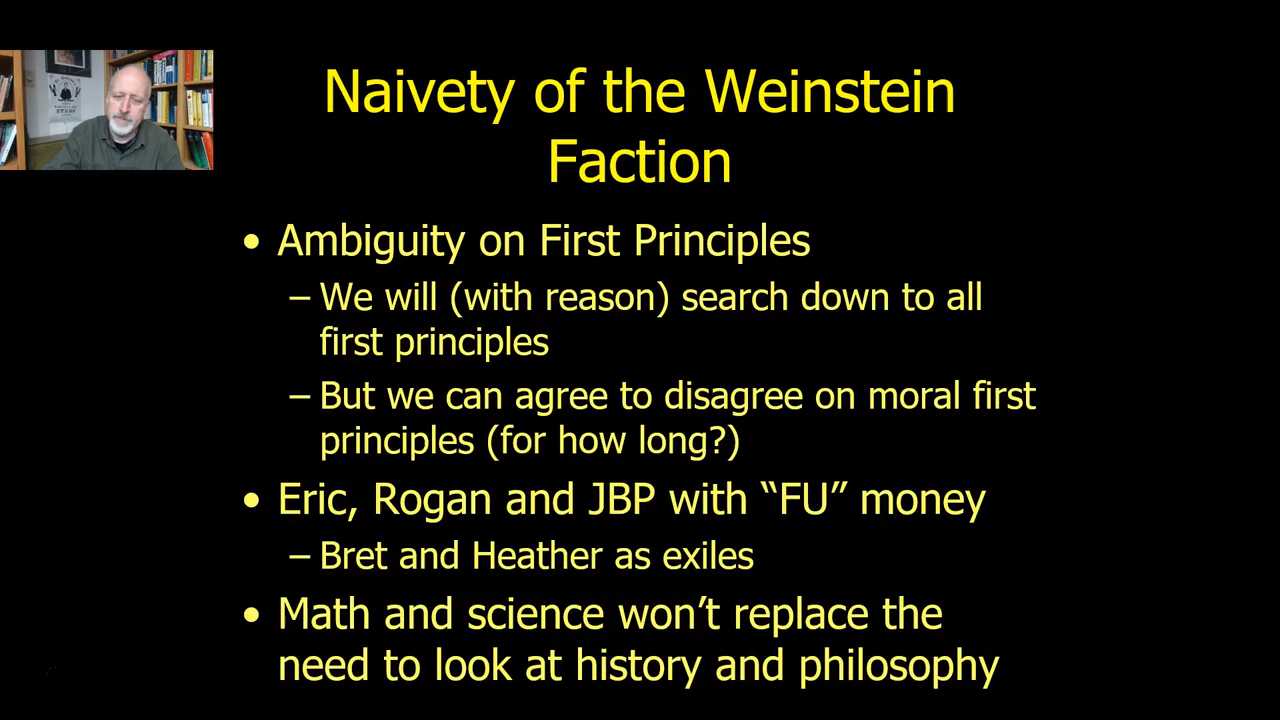 Naivety of the Weinstein
Faction
• Ambiguity on First Principles
– We will (with reason) search down to all
first principles
– But we can agree to disagree on moral first
principles (for how long?)
• Eric, Rogan and JBP with “FU” money
– Bret and Heather as exiles
• Math and science won’t replace the
need to look at history and philosophy